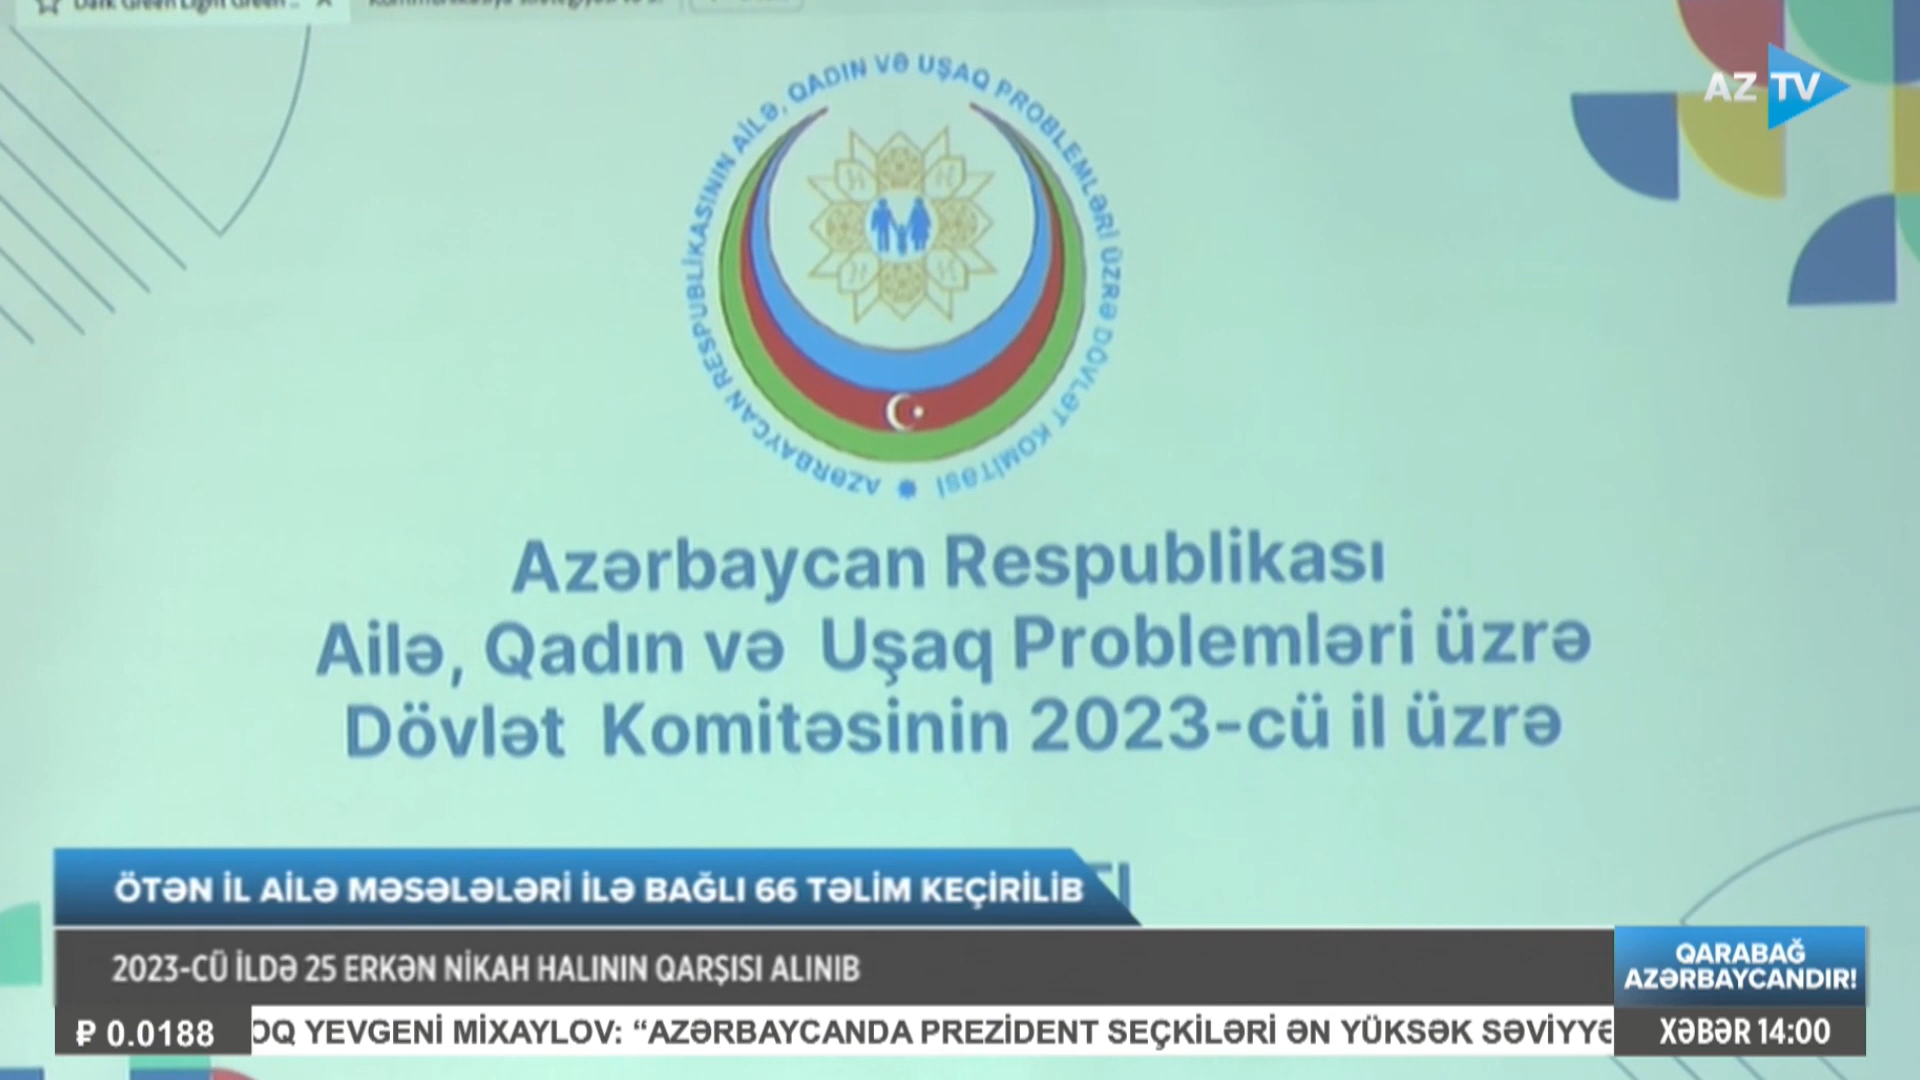 AZTV
AZƏRBAYCAN RESPUBLİKASININ AİLƏ, QADIN VƏ UŞAQ PROBLEMLƏRİ ÜZRƏ DÖVLƏT KOMİTƏSİ
Azərbaycan Respublikası
Ailə, Qadın və Uşaq Problemləri üzrə
Dövlət Komitəsinin 2023-cü il üzrə
ÖTƏN İL AİLƏ MƏSƏLƏLƏRİ İLƏ BAĞLI 66 TƏLİM KEÇİRİLİB
2023-CÜ İLDƏ 25 ERKƏN NİKAH HALININ QARŞISI ALINIB
QARABAĞ
AZƏRBAYCANDIR!
₽ 0.0188
YEVGENİ MİXAYLOV: “AZƏRBAYCANDA PREZİDENT SEÇKİLƏRİ ƏN YÜKSƏK
XƏBƏR 14:00